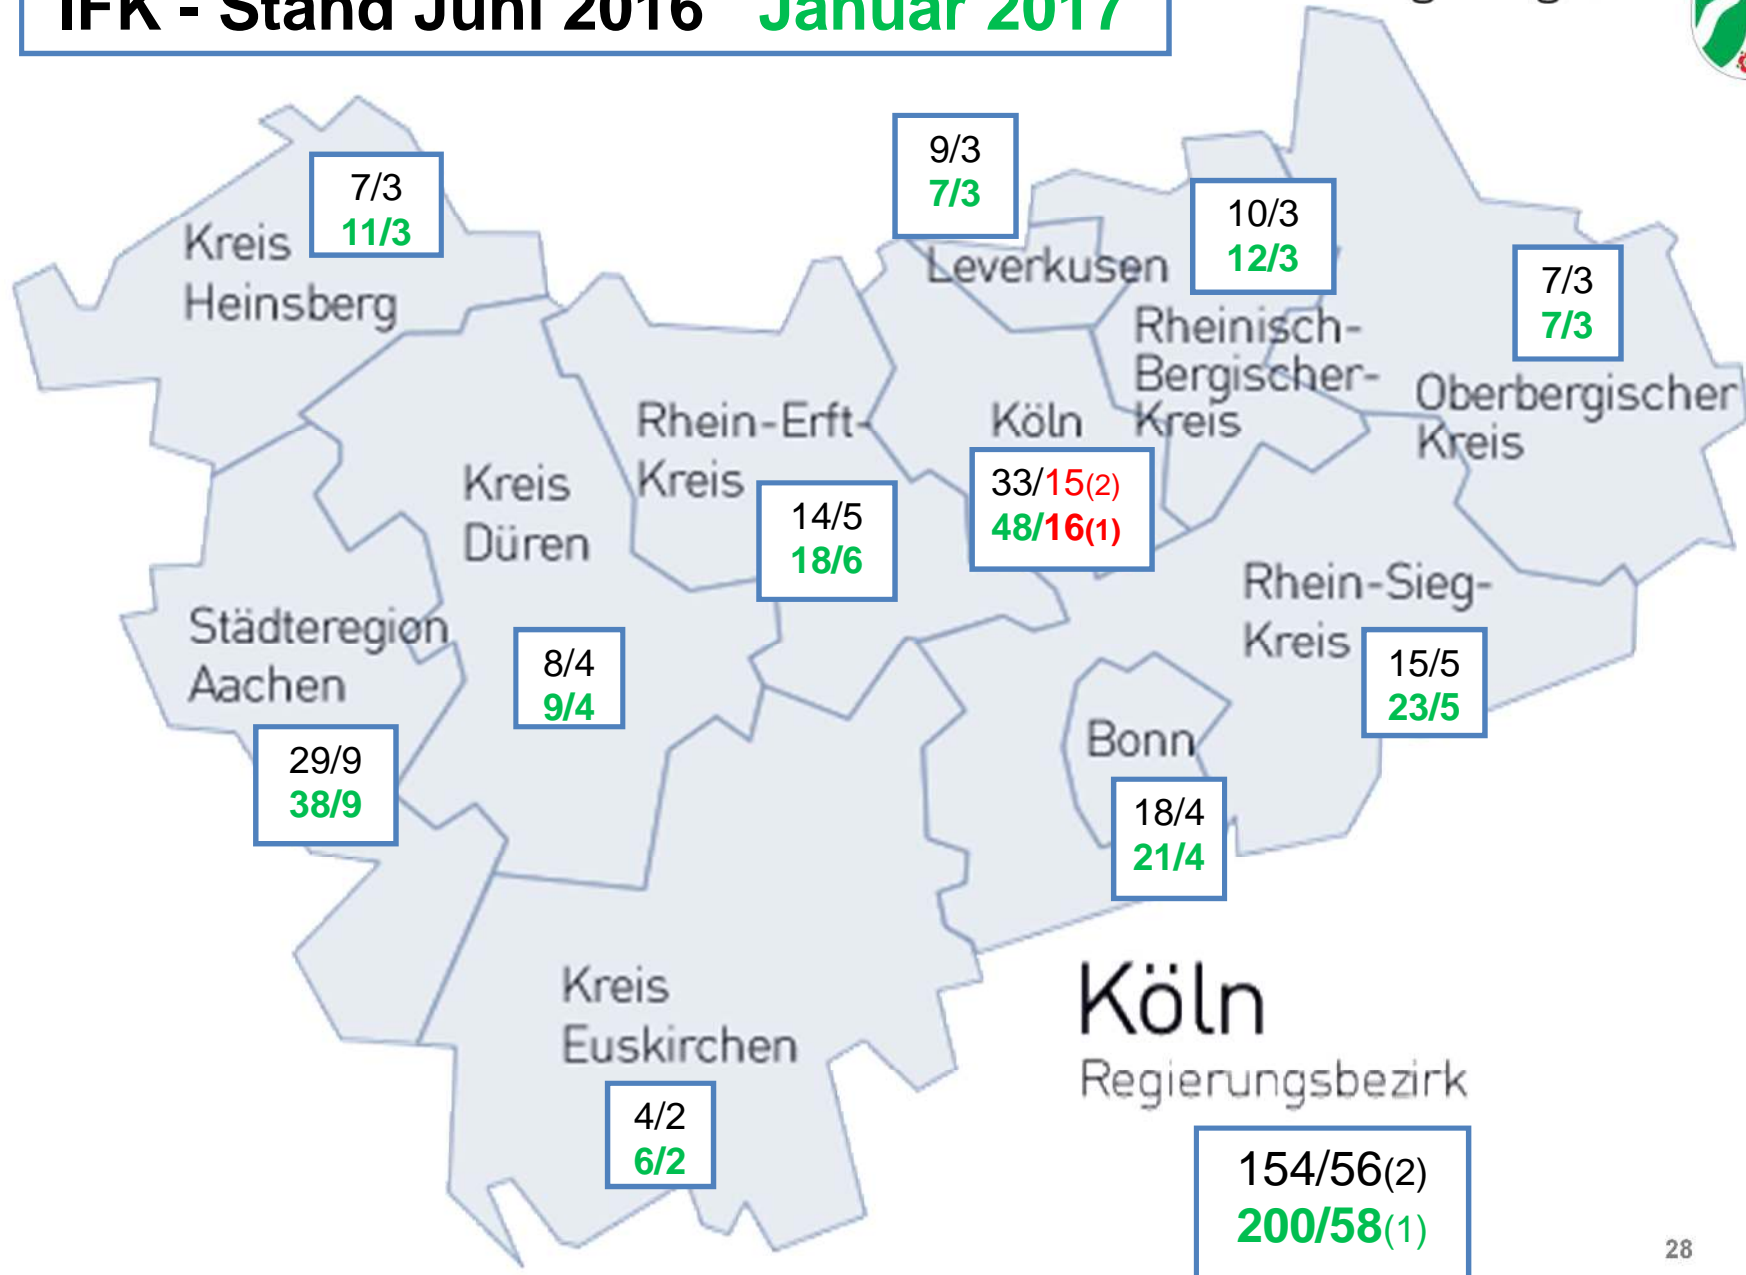 IFK - Stand Juni 2016 Januar 2017
7/3
11/3
Kreis
Heinsberg
9/3
7/3
Leverkusen
10/3
12/3
Rheinisch-
Bergischer-
Kreis
7/3
7/3
Oberbergischer
Kreis
Rhein-Erft-
Kreis
14/5
18/6
Köln
33/15(2)
48/16(1)
Kreis
Düren
8/4
9/4
Städteregion
Aachen
29/9
38/9
Rhein-Sieg-
Kreis
15/5
23/5
Bonn
18/4
21/4
Kreis
Euskirchen
4/2
6/2
Köln
Regierungsbezirk
154/56(2)
200/58(1)
28